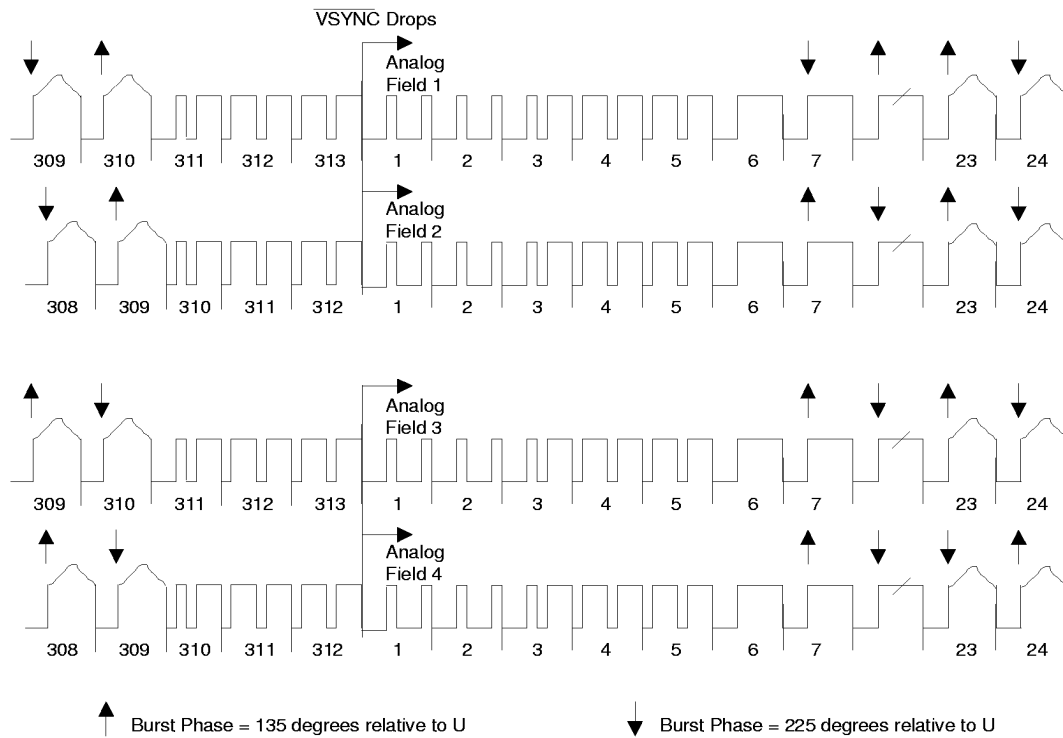 VSYNC Drops
Analog
Field 1
309 310 311 312 313 1 2 3 4 5 6 7 23 24
Analog
Field 2
308 309 310 311 312 1 2 3 4 5 6 7 23 24
Analog
Field 3
309 310 311 312 313 1 2 3 4 5 6 7 23 24
Analog
Field 4
308 309 310 311 312 1 2 3 4 5 6 7 23 24
Burst Phase = 135 degrees relative to U
Burst Phase = 225 degrees relative to U